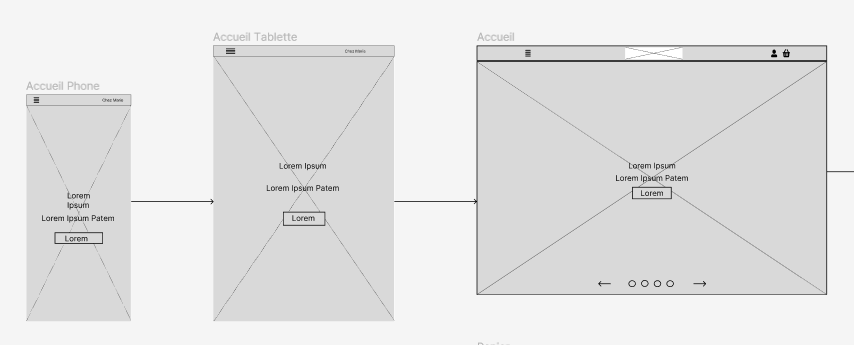 Accueil Phone
Chez Marie
Lorem
Ipsum
Lorem Ipsum Patem
Lorem
Accueil Tablette
Chez Marie
Lorem Ipsum
Lorem Ipsum Patem
Lorem
Accueil
Lorem Ipsum
Lorem Ipsum Patem
Lorem